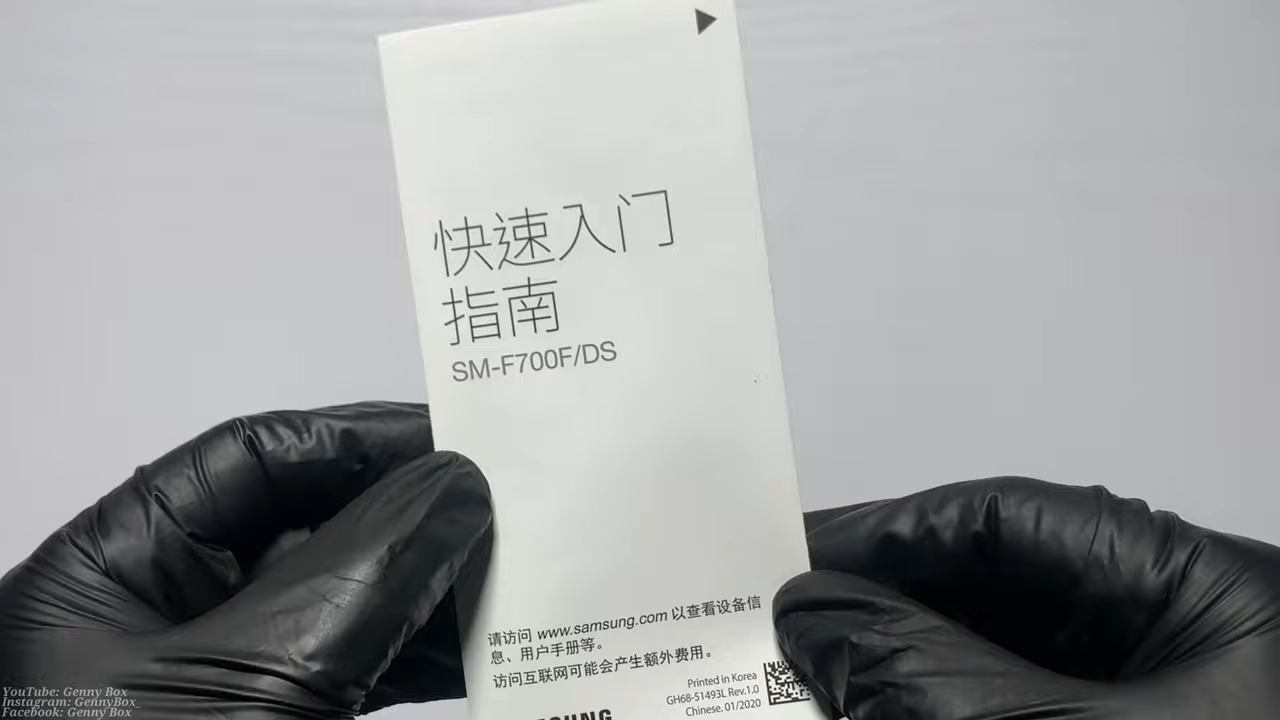 快速入门
指南
SM-F700F/DS
请访问 www.samsung.com 以查看设备信
息、用户手册等。
访问互联网可能会产生额外费用。
Printed in Korea
GH68-51493L Rev.1.0
Chinese. 01/2020
YouTube: Genny Box
Instagram: GennyBox_
Facebook: Genny Box